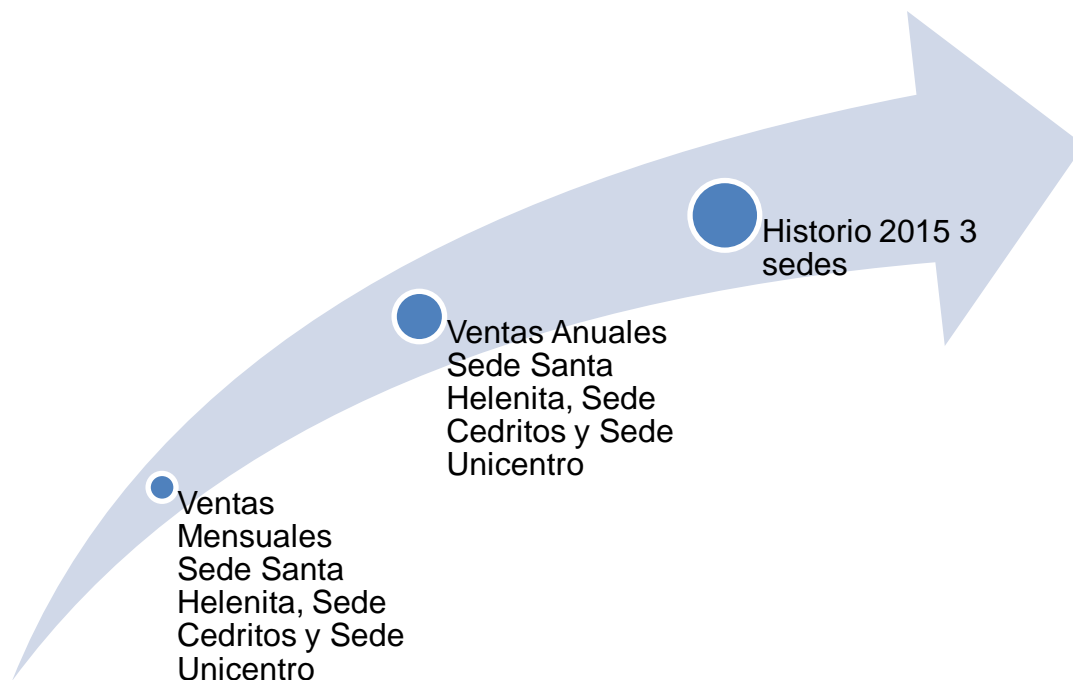 Historio 2015 3
sedes
Ventas Anuales
Sede Santa
Helenita, Sede
Cedritos y Sede
Unicentro
Ventas
Mensuales
Sede Santa
Helenita, Sede
Cedritos y Sede
Unicentro